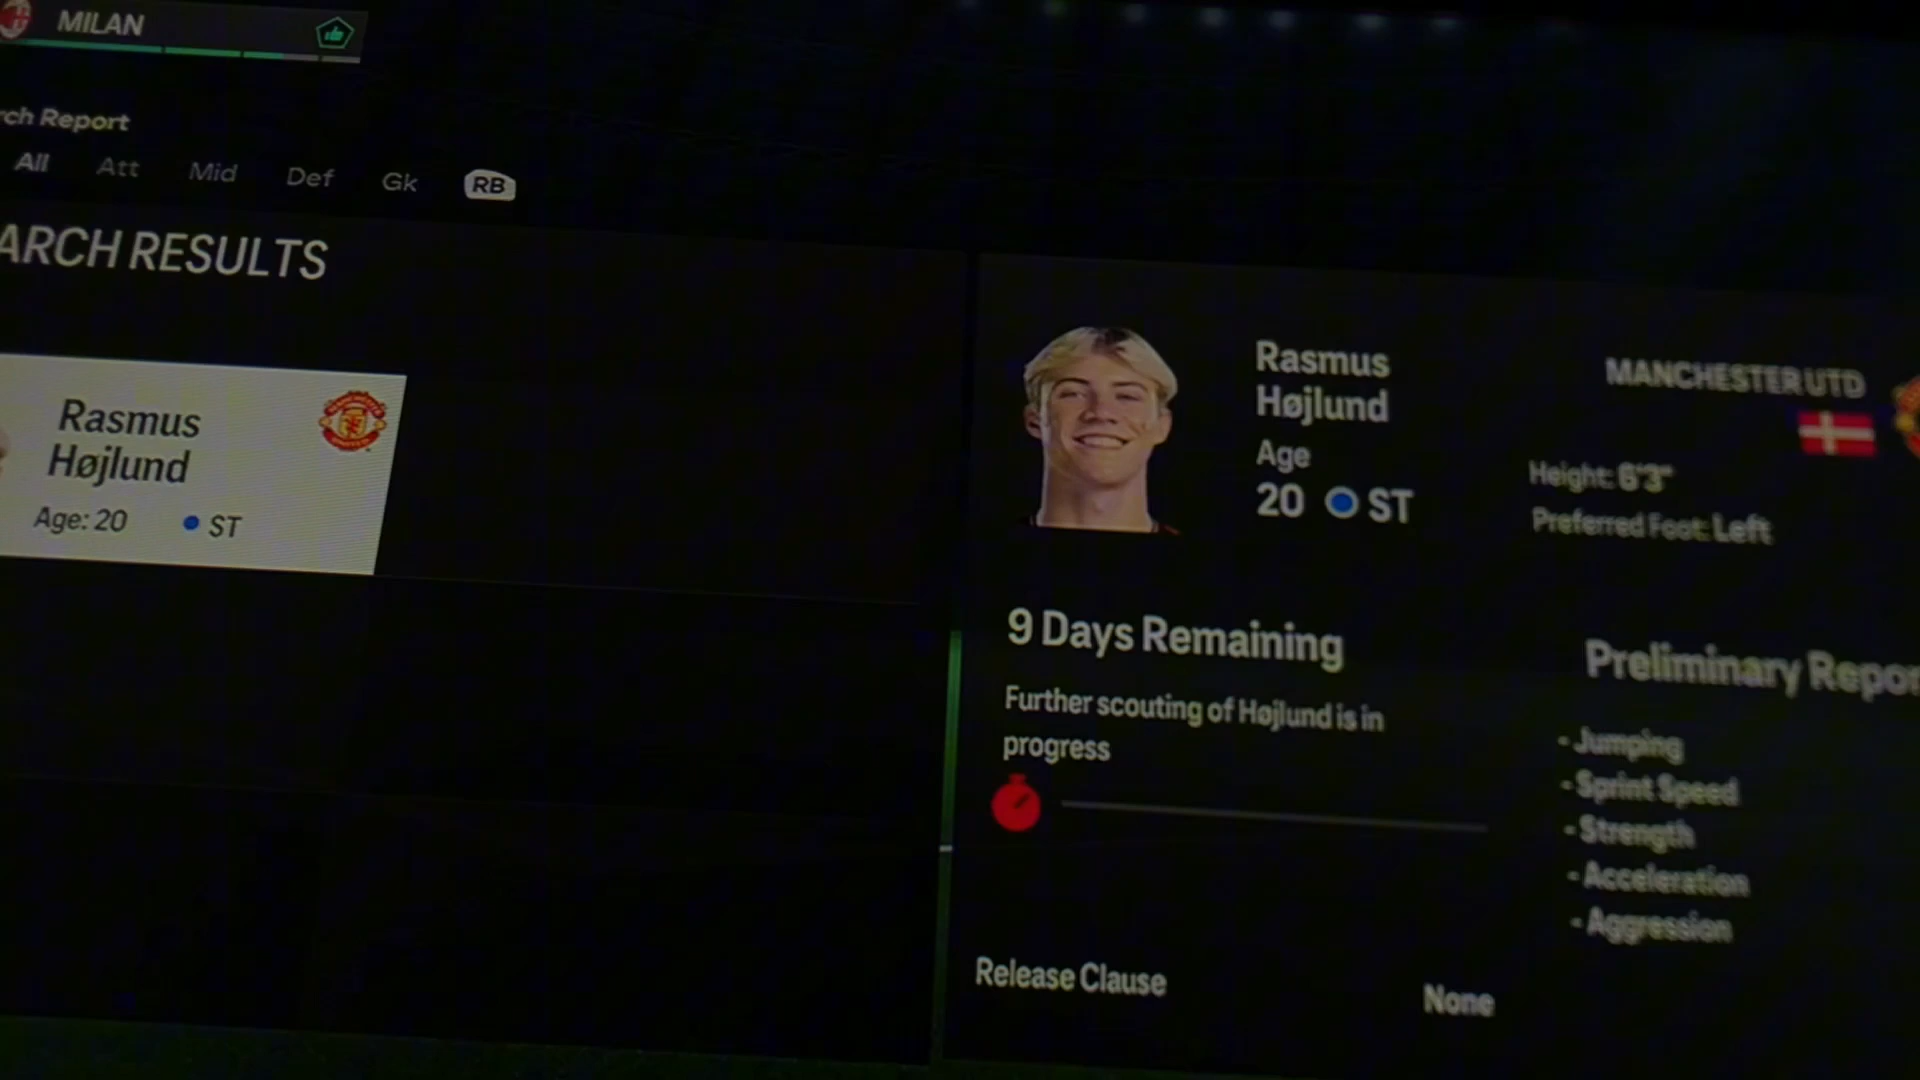 MILAN
rch Report
All Att Mid Def Gk RB
ARCH RESULTS
Rasmus
Højlund
Age: 20 ST
Rasmus
Højlund
Age
20 ST
MANCHESTER UTD
Height: 6'3"
Preferred Foot: Left
9 Days Remaining
Further scouting of Højlund is in
progress
Preliminary Repor
- Jumping
- Sprint Speed
- Strength
- Acceleration
- Aggression
Release Clause None